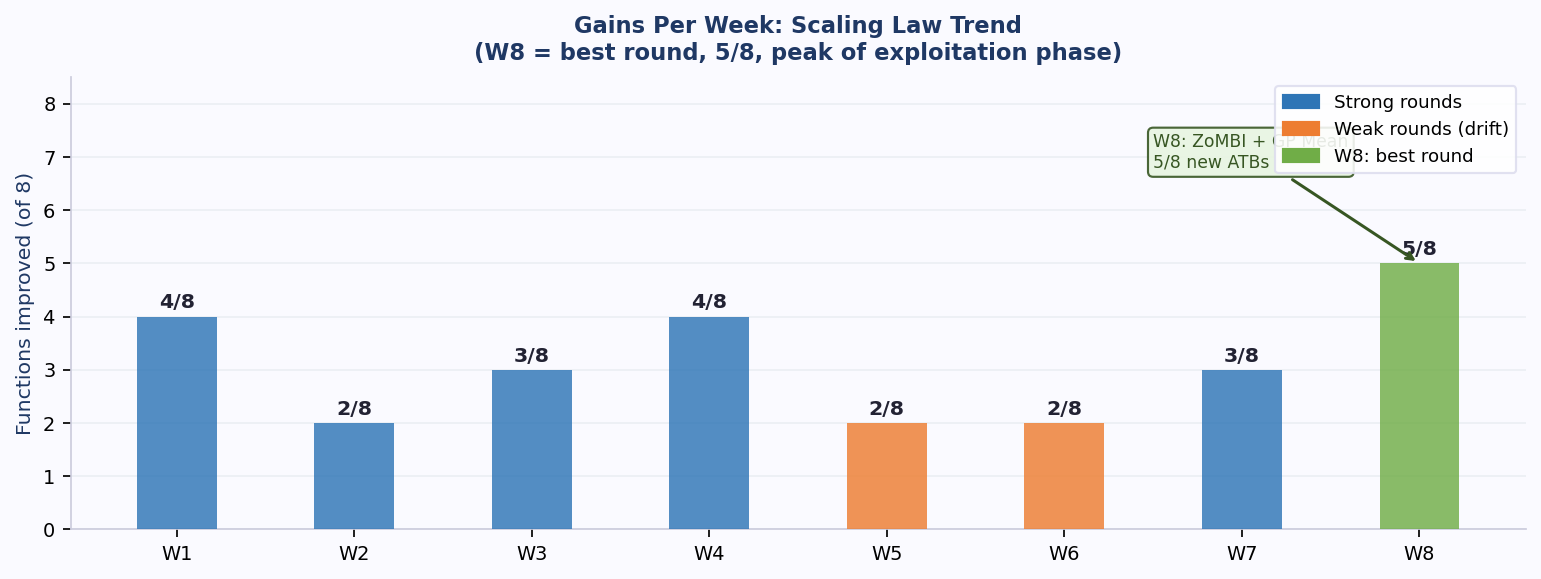 Gains Per Week: Scaling Law Trend
(W8 = best round, 5/8, peak of exploitation phase)
Functions improved (of 8)
8
7
6
5
4
3
2
1
0
Strong rounds
Weak rounds (drift)
W8: best round
W8: ZoMBI + GP Mean
5/8 new ATBs
4/8
2/8
3/8
4/8
2/8
2/8
3/8
5/8
W1
W2
W3
W4
W5
W6
W7
W8